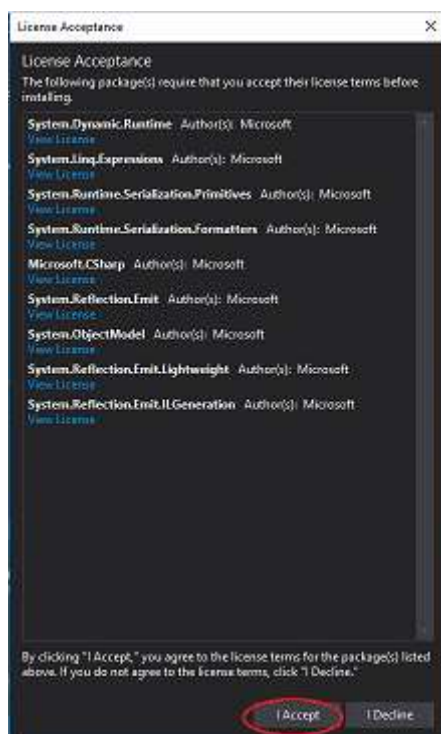 License Acceptance
License Acceptance
The following package(s) require that you accept their license terms before
installing.
System.Dynamic.Runtime Author(s): Microsoft
View License
System.Linq.Expressions Author(s): Microsoft
View License
System.Runtime.Serialization.Primitives Author(s): Microsoft
View License
System.Runtime.Serialization.Formatters Author(s): Microsoft
View License
Microsoft.CSharp Author(s): Microsoft
View License
System.Reflection.Emit Author(s): Microsoft
View License
System.ObjectModel Author(s): Microsoft
View License
System.Reflection.Emit.Lightweight Author(s): Microsoft
View License
System.Reflection.Emit.ILGeneration Author(s): Microsoft
View License
By clicking "I Accept," you agree to the license terms for the package(s) listed
above. If you do not agree to the license terms, click "I Decline."
I Accept I Decline